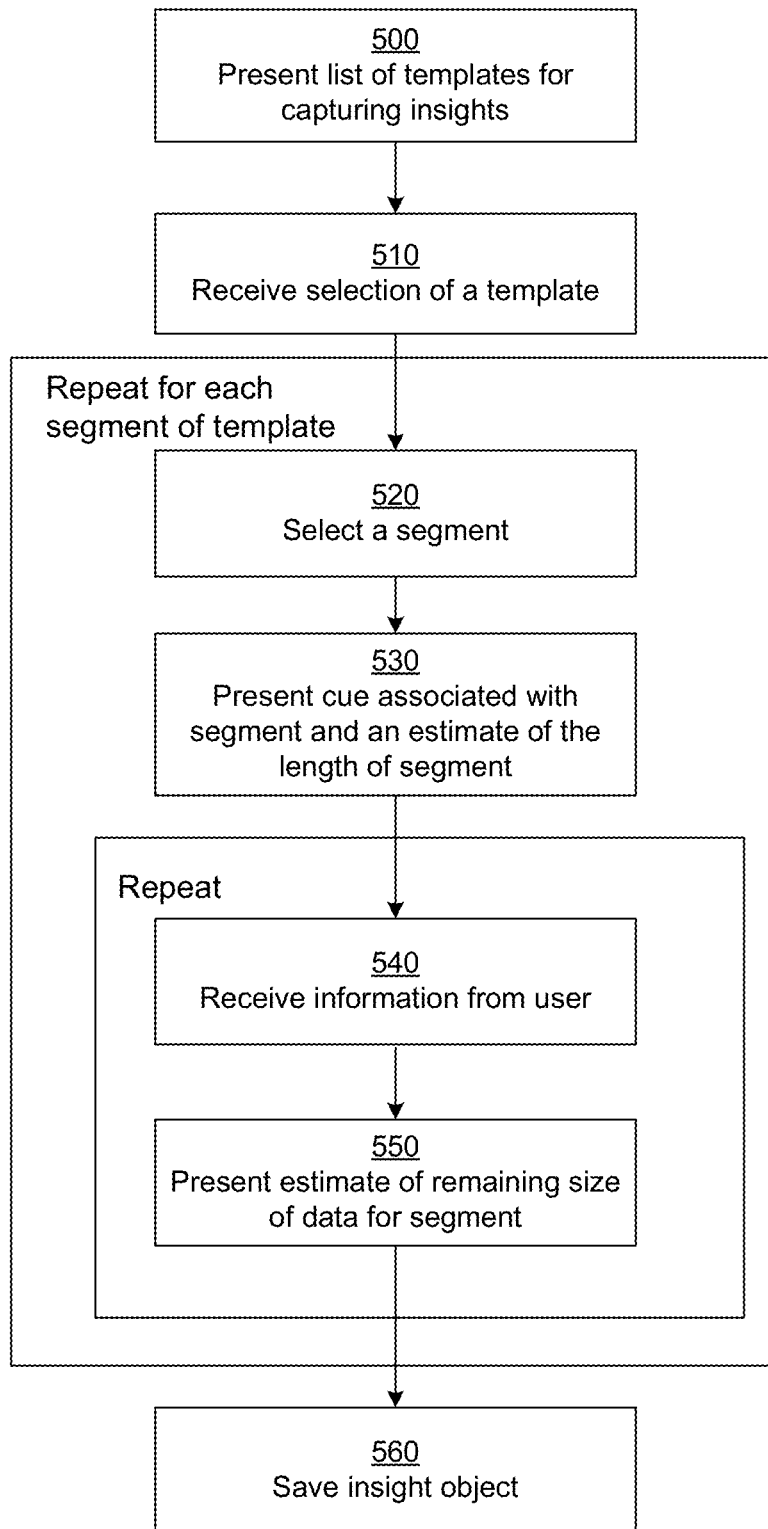 500
Present list of templates for
capturing insights
510
Receive selection of a template
Repeat for each
segment of template
520
Select a segment
530
Present cue associated with
segment and an estimate of the
length of segment
Repeat
540
Receive information from user
550
Present estimate of remaining size
of data for segment
560
Save insight object